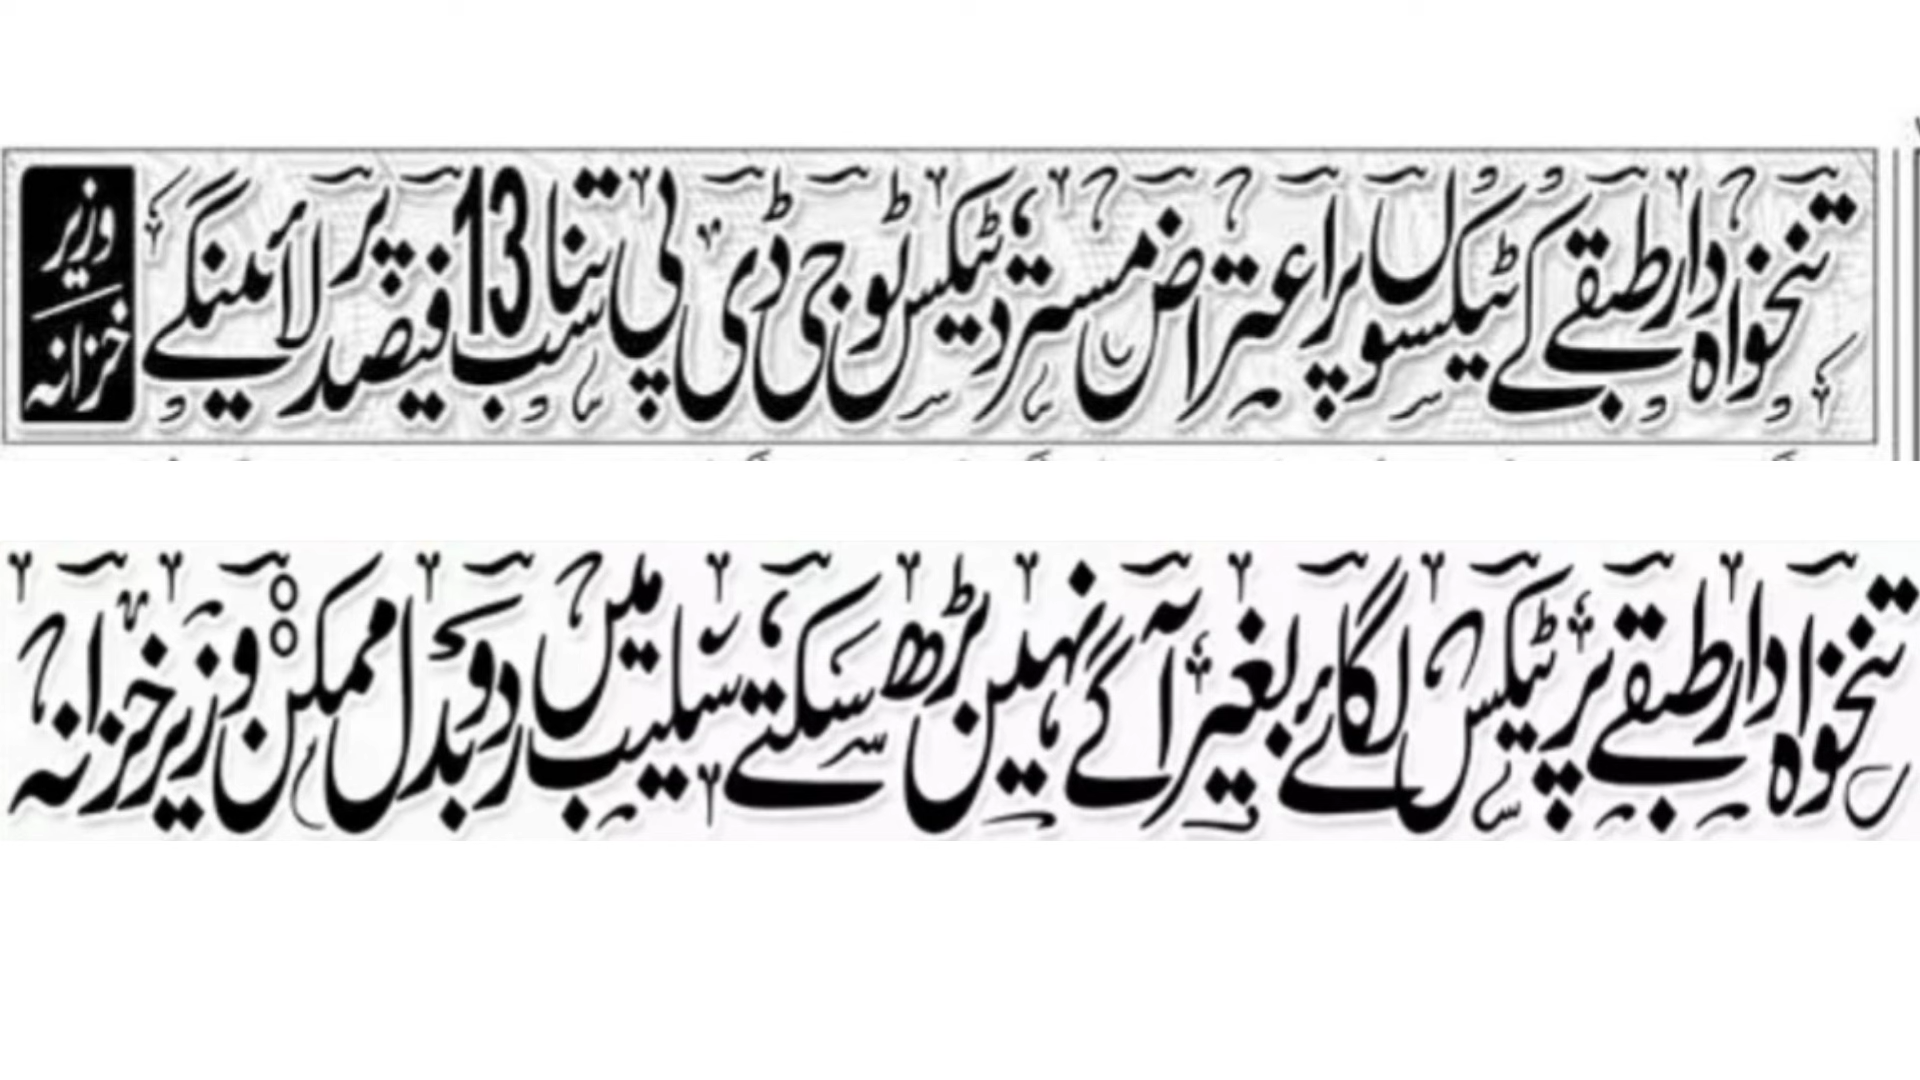 تنخواہ دار طبقے کے ٹیکس سلیبوں پر اعتراض مسترد، ٹیکس ٹو جی ڈی پی تناسب 13 فیصد پر لائینگے
وزیر خزانہ
تنخواہ دار طبقے پر ٹیکس لگائے بغیر آگے نہیں بڑھ سکتے، سلیب میں ردوبدل ممکن: وزیر خزانہ